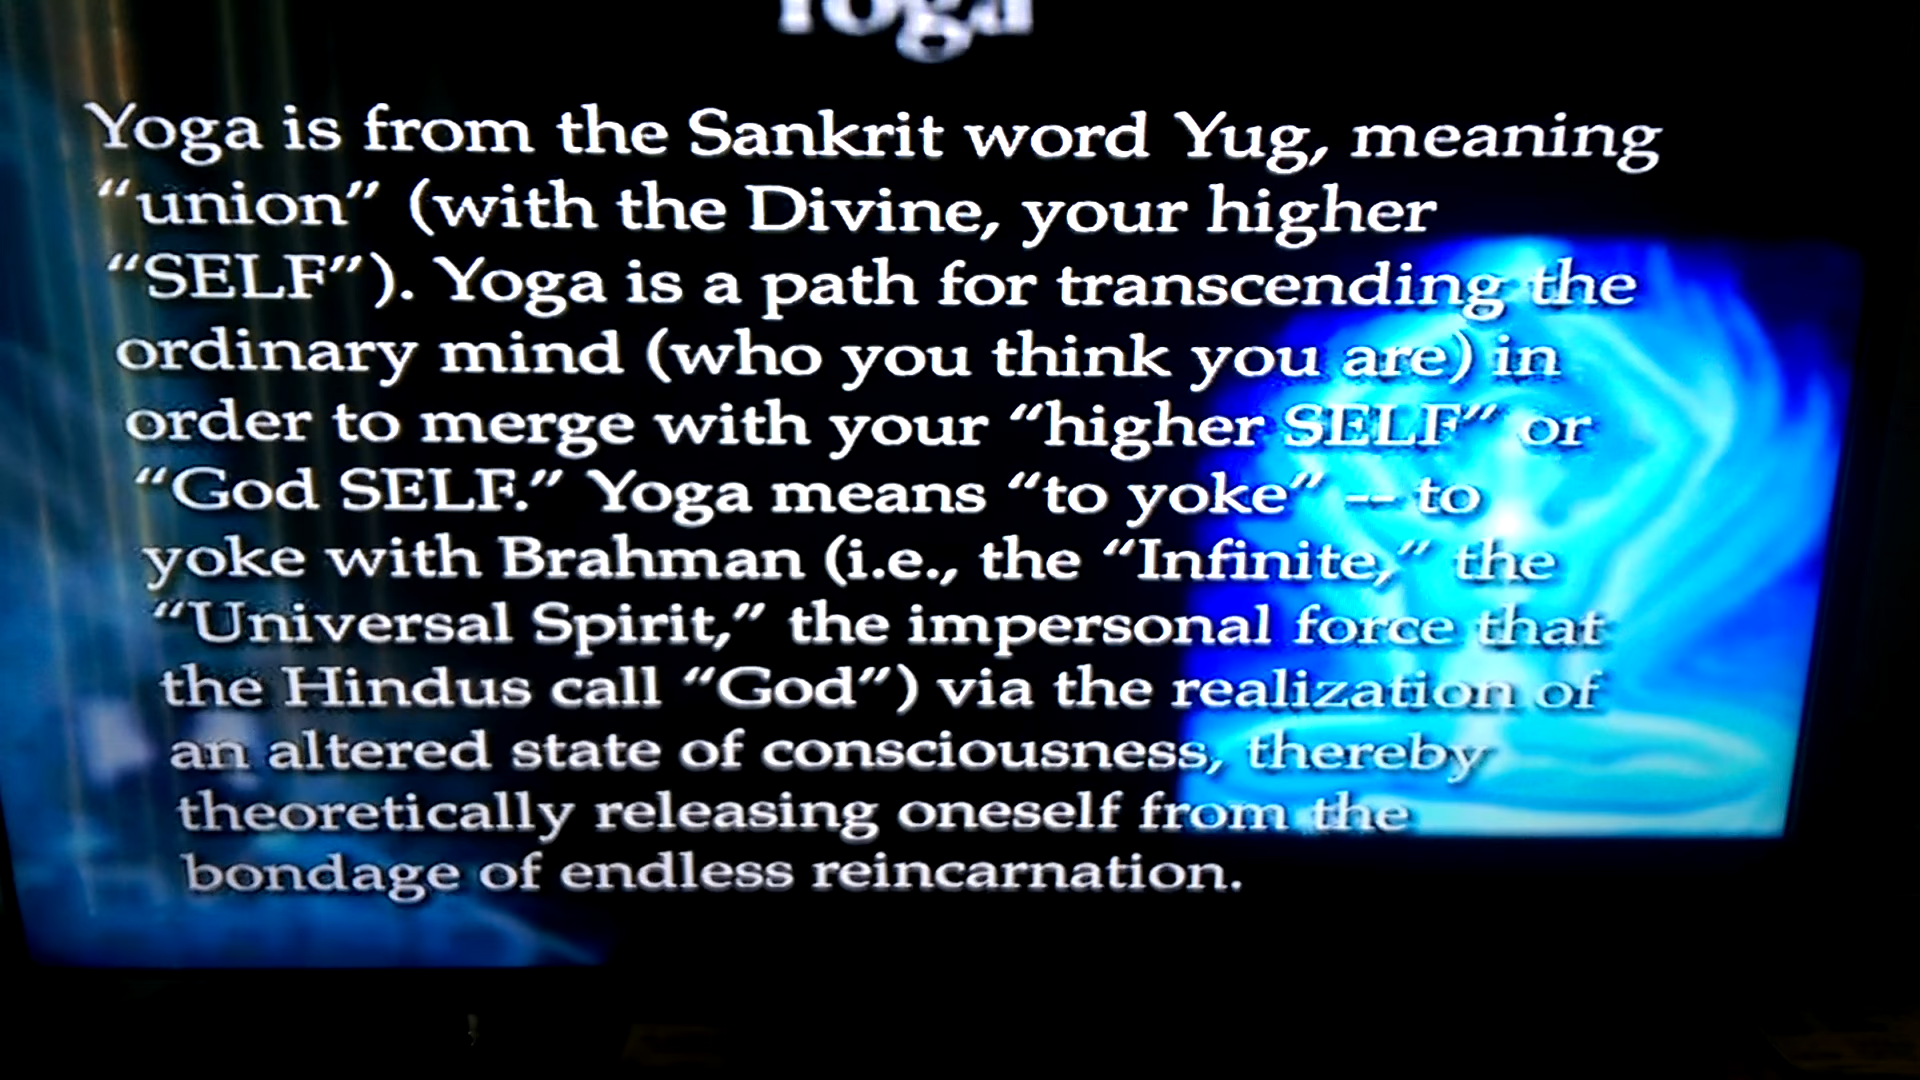 Yoga
Yoga is from the Sankrit word Yug, meaning
“union” (with the Divine, your higher
“SELF”). Yoga is a path for transcending the
ordinary mind (who you think you are) in
order to merge with your “higher SELF” or
“God SELF.” Yoga means “to yoke” -- to
yoke with Brahman (i.e., the “Infinite,” the
“Universal Spirit,” the impersonal force that
the Hindus call “God”) via the realization of
an altered state of consciousness, thereby
theoretically releasing oneself from the
bondage of endless reincarnation.